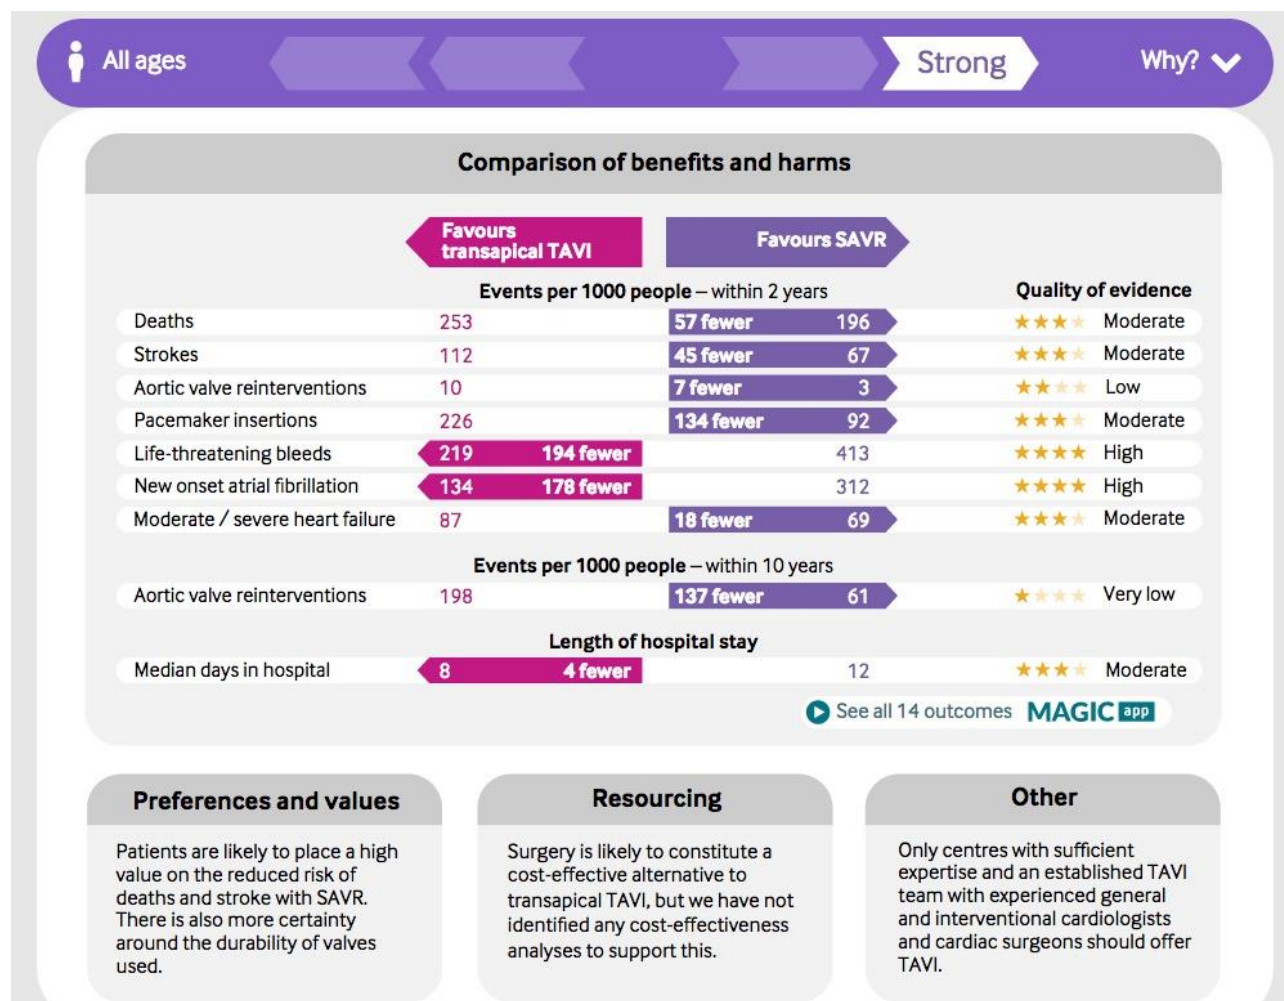 All ages
Strong
Why?
Comparison of benefits and harms
Favours
transapical TAVI
Favours SAVR
Events per 1000 people – within 2 years
Quality of evidence
Deaths 253 57 fewer 196 Moderate
Strokes 112 45 fewer 67 Moderate
Aortic valve reinterventions 10 7 fewer 3 Low
Pacemaker insertions 226 134 fewer 92 Moderate
Life-threatening bleeds 219 194 fewer 413 High
New onset atrial fibrillation 134 178 fewer 312 High
Moderate / severe heart failure 87 18 fewer 69 Moderate
Events per 1000 people – within 10 years
Aortic valve reinterventions 198 137 fewer 61 Very low
Length of hospital stay
Median days in hospital 8 4 fewer 12 Moderate
See all 14 outcomes MAGIC app
Preferences and values
Patients are likely to place a high
value on the reduced risk of
deaths and stroke with SAVR.
There is also more certainty
around the durability of valves
used.
Resourcing
Surgery is likely to constitute a
cost-effective alternative to
transapical TAVI, but we have not
identified any cost-effectiveness
analyses to support this.
Other
Only centres with sufficient
expertise and an established TAVI
team with experienced general
and interventional cardiologists
and cardiac surgeons should offer
TAVI.